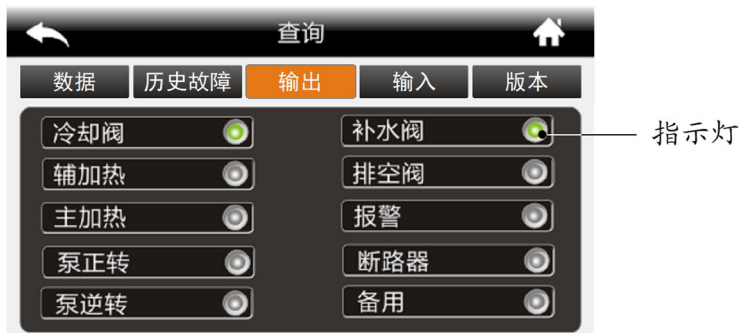 查询
数据 历史故障 输出 输入 版本
冷却阀 补水阀 指示灯
辅加热 排空阀
主加热 报警
泵正转 断路器
泵逆转 备用